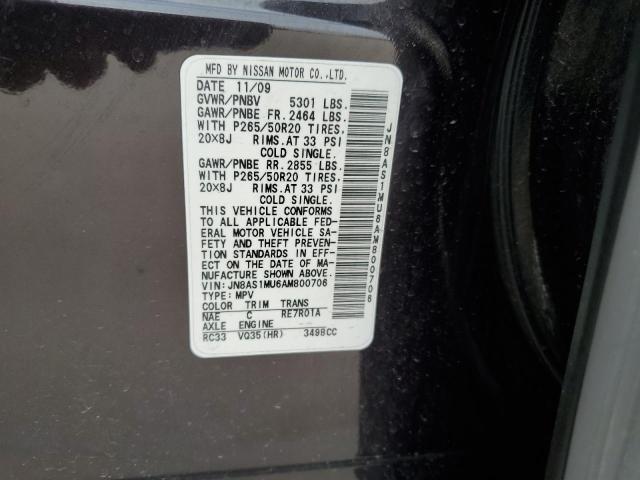 MFD BY NISSAN MOTOR CO.,LTD.
DATE 11/09
GVWR/PNBV 5301 LBS.
GAWR/PNBE FR. 2464 LBS.
WITH P265/50R20 TIRES.
20X8J RIMS.AT 33 PSI
COLD SINGLE.
GAWR/PNBE RR. 2855 LBS.
WITH P265/50R20 TIRES.
20X8J RIMS.AT 33 PSI
COLD SINGLE.
THIS VEHICLE CONFORMS
TO ALL APPLICABLE FED-
ERAL MOTOR VEHICLE SA-
FETY AND THEFT PREVEN-
TION STANDARDS IN EFF-
ECT ON THE DATE OF MA-
NUFACTURE SHOWN ABOVE.
VIN: JN8AS1MU6AM800706
TYPE: MPV
COLOR TRIM TRANS
NAE C RE7R01A
AXLE ENGINE
RC33 VQ35(HR) 3498CC
JN8AS1MU6AM800706